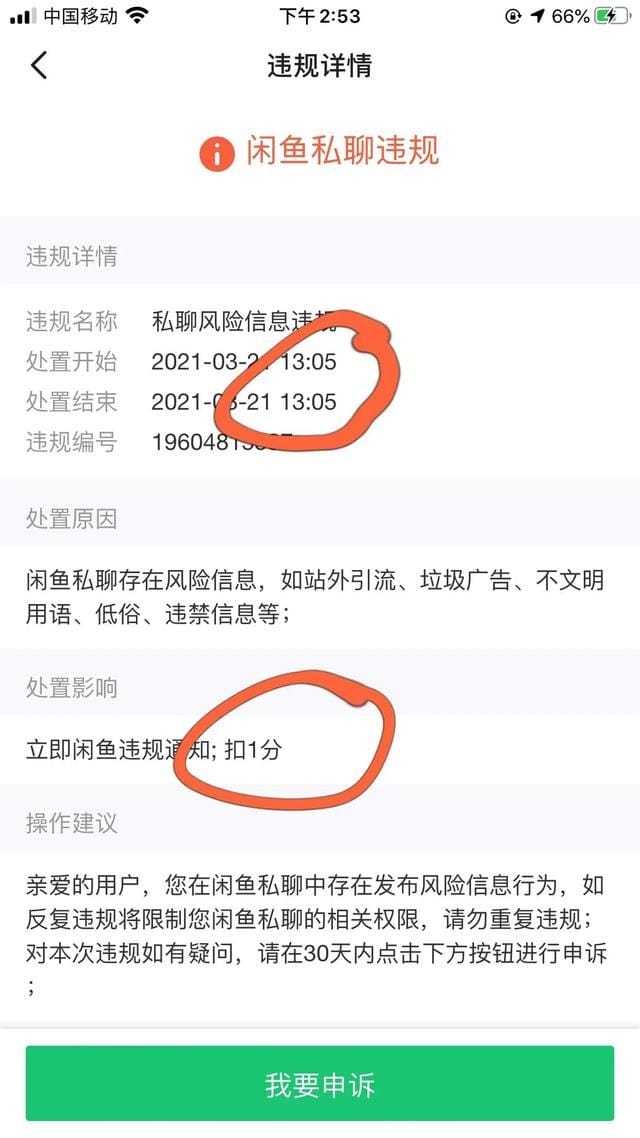 中国移动
下午 2:53
66%
违规详情
闲鱼私聊违规
违规详情
违规名称 私聊风险信息违规
处置开始 2021-03-21 13:05
处置结束 2021-03-21 13:05
违规编号 196048
处置原因
闲鱼私聊存在风险信息，如站外引流、垃圾广告、不文明
用语、低俗、违禁信息等；
处置影响
立即闲鱼违规通知; 扣1分
操作建议
亲爱的用户，您在闲鱼私聊中存在发布风险信息行为，如
反复违规将限制您闲鱼私聊的相关权限，请勿重复违规；
对本次违规如有疑问，请在30天内点击下方按钮进行申诉
；
我要申诉